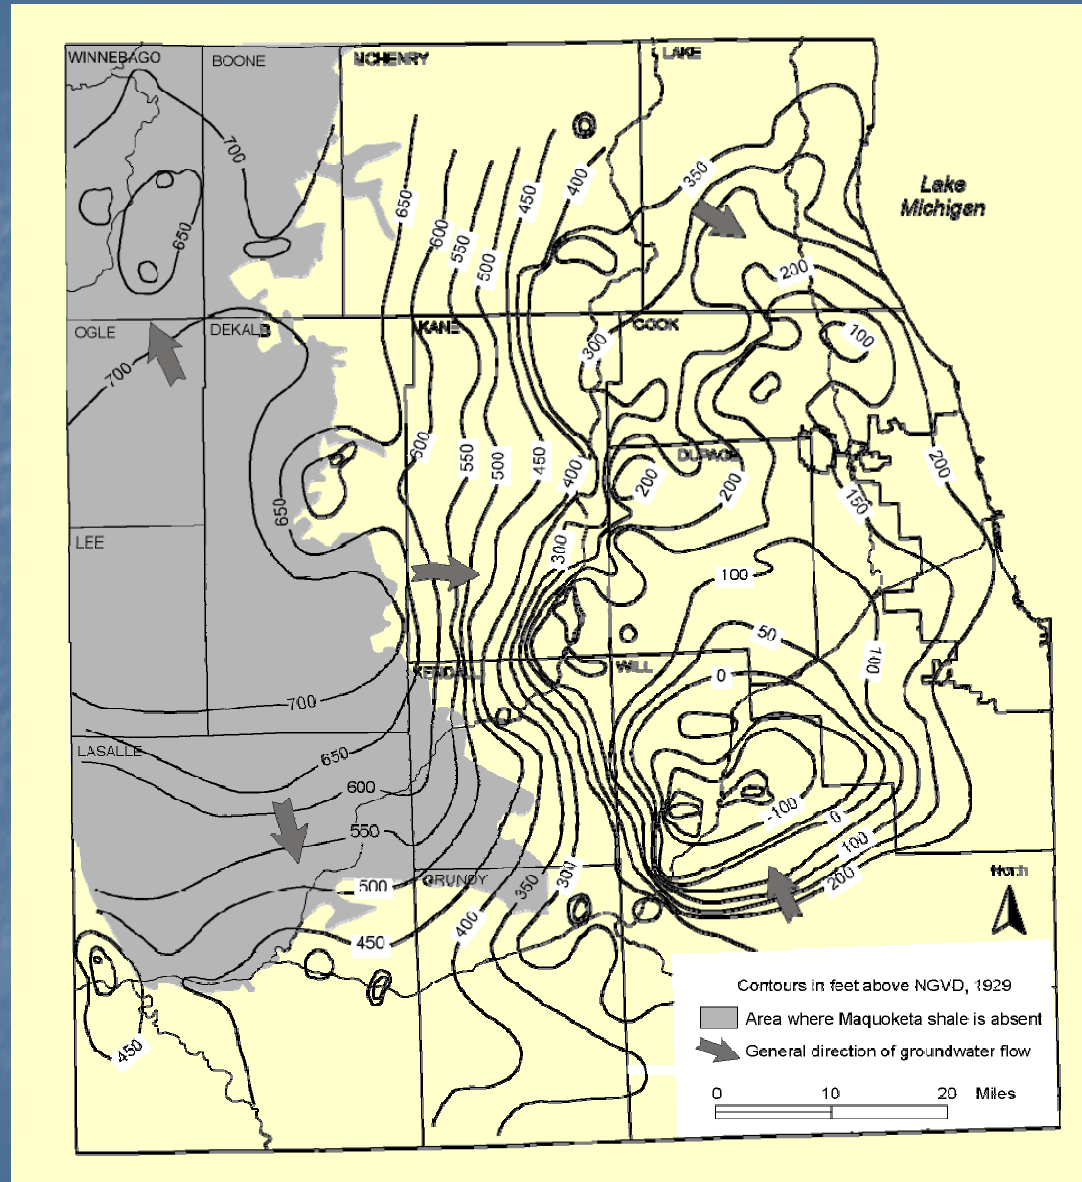 WINNEBAGO
BOONE
MCHENRY
LAKE
700
350
400
450
650
Lake
Michigan
600
650
550
500
200
OGLE
DEKALB
KANE
COOK
100
300
700
600
550
500
450
400
DUPAGE
200
200
200
150
650
LEE
300
100
50
100
KENDALL
WILL
0
700
LASALLE
650
600
-100
0
550
100
500
GRUNDY
350
300
200
North
400
450
450
Contours in feet above NGVD, 1929
Area where Maquoketa shale is absent
General direction of groundwater flow
0 10 20 Miles